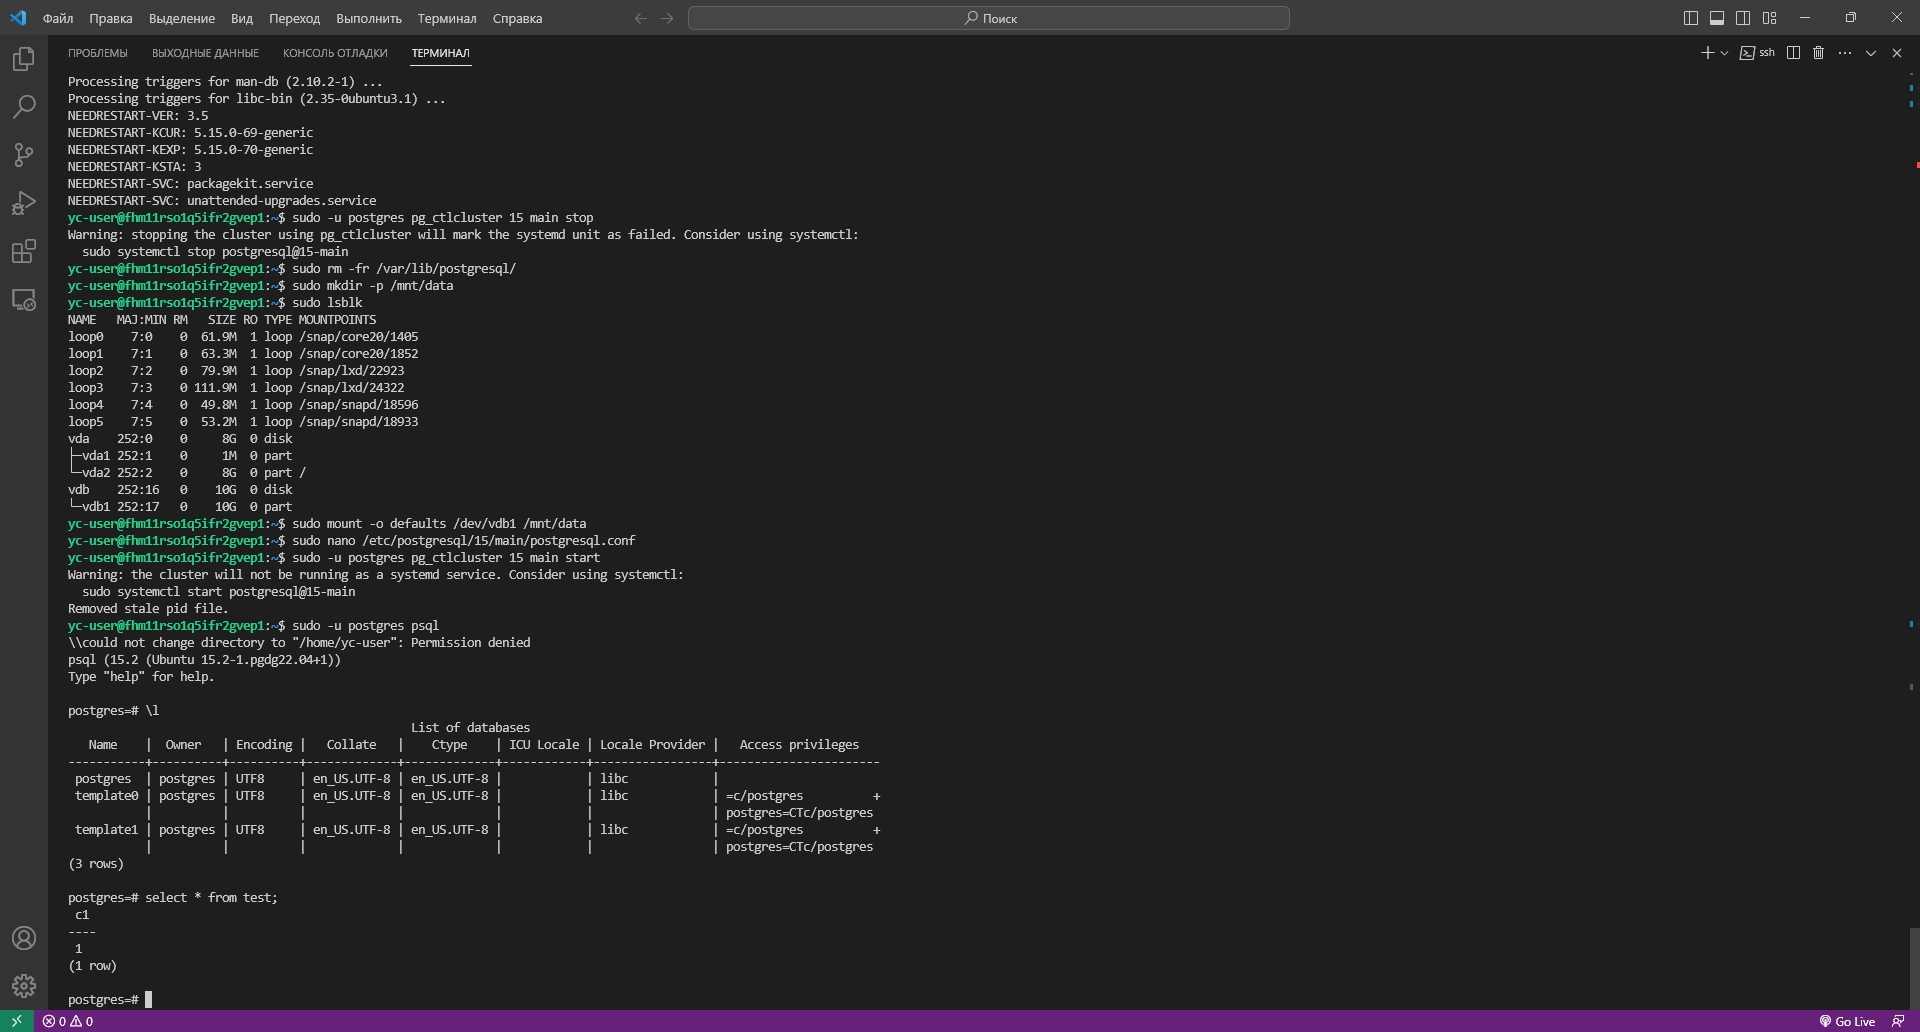 Файл Правка Выделение Вид Переход Выполнить Терминал Справка Поиск
ПРОБЛЕМЫ ВЫХОДНЫЕ ДАННЫЕ КОНСОЛЬ ОТЛАДКИ ТЕРМИНАЛ ssh
Processing triggers for man-db (2.10.2-1) ...
Processing triggers for libc-bin (2.35-0ubuntu3.1) ...
NEEDRESTART-VER: 3.5
NEEDRESTART-KCUR: 5.15.0-69-generic
NEEDRESTART-KEXP: 5.15.0-70-generic
NEEDRESTART-KSTA: 3
NEEDRESTART-SVC: packagekit.service
NEEDRESTART-SVC: unattended-upgrades.service
yc-user@fhm11rso1q5ifr2gvep1:~$ sudo -u postgres pg_ctlcluster 15 main stop
Warning: stopping the cluster using pg_ctlcluster will mark the systemd unit as failed. Consider using systemctl:
  sudo systemctl stop postgresql@15-main
yc-user@fhm11rso1q5ifr2gvep1:~$ sudo rm -fr /var/lib/postgresql/
yc-user@fhm11rso1q5ifr2gvep1:~$ sudo mkdir -p /mnt/data
yc-user@fhm11rso1q5ifr2gvep1:~$ sudo lsblk
NAME   MAJ:MIN RM   SIZE RO TYPE MOUNTPOINTS
loop0    7:0    0  61.9M  1 loop /snap/core20/1405
loop1    7:1    0  63.3M  1 loop /snap/core20/1852
loop2    7:2    0  79.9M  1 loop /snap/lxd/22923
loop3    7:3    0 111.9M  1 loop /snap/lxd/24322
loop4    7:4    0  49.8M  1 loop /snap/snapd/18596
loop5    7:5    0  53.2M  1 loop /snap/snapd/18933
vda    252:0    0     8G  0 disk
├─vda1 252:1    0     1M  0 part
└─vda2 252:2    0     8G  0 part /
vdb    252:16   0    10G  0 disk
└─vdb1 252:17   0    10G  0 part
yc-user@fhm11rso1q5ifr2gvep1:~$ sudo mount -o defaults /dev/vdb1 /mnt/data
yc-user@fhm11rso1q5ifr2gvep1:~$ sudo nano /etc/postgresql/15/main/postgresql.conf
yc-user@fhm11rso1q5ifr2gvep1:~$ sudo -u postgres pg_ctlcluster 15 main start
Warning: the cluster will not be running as a systemd service. Consider using systemctl:
  sudo systemctl start postgresql@15-main
Removed stale pid file.
yc-user@fhm11rso1q5ifr2gvep1:~$ sudo -u postgres psql
\\could not change directory to "/home/yc-user": Permission denied
psql (15.2 (Ubuntu 15.2-1.pgdg22.04+1))
Type "help" for help.
postgres=# \l
List of databases
   Name    |  Owner   | Encoding |   Collate   |    Ctype    | ICU Locale | Locale Provider |   Access privileges
-----------+----------+----------+-------------+-------------+------------+-----------------+-----------------------
 postgres  | postgres | UTF8     | en_US.UTF-8 | en_US.UTF-8 |            | libc            |
 template0 | postgres | UTF8     | en_US.UTF-8 | en_US.UTF-8 |            | libc            | =c/postgres          +
           |          |          |             |             |            |                 | postgres=CTc/postgres
 template1 | postgres | UTF8     | en_US.UTF-8 | en_US.UTF-8 |            | libc            | =c/postgres          +
           |          |          |             |             |            |                 | postgres=CTc/postgres
(3 rows)
postgres=# select * from test;
 c1
----
 1
(1 row)
postgres=#
0 0 Go Live